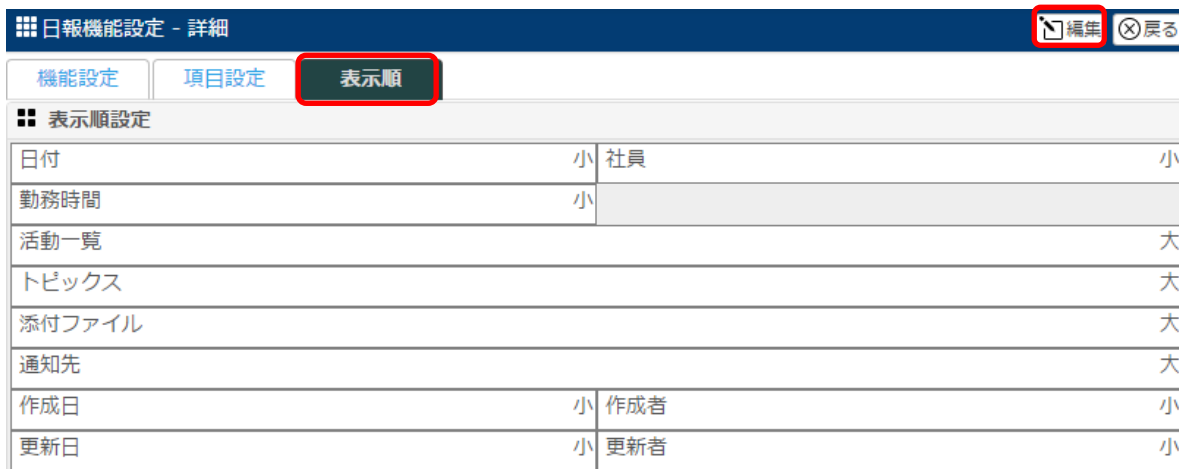 日報機能設定 - 詳細 編集 戻る
機能設定 項目設定 表示順
表示順設定
日付 小 社員 小
勤務時間 小
活動一覧 大
トピックス 大
添付ファイル 大
通知先 大
作成日 小 作成者 小
更新日 小 更新者 小